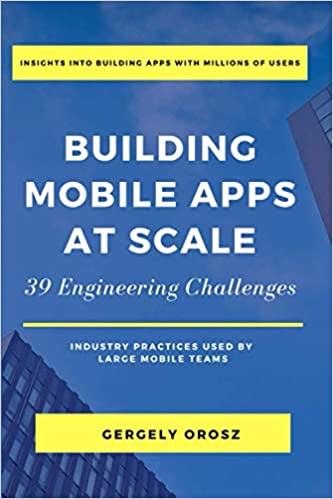 INSIGHTS INTO BUILDING APPS WITH MILLIONS OF USERS
BUILDING
MOBILE APPS
AT SCALE
39 Engineering Challenges
INDUSTRY PRACTICES USED BY
LARGE MOBILE TEAMS
GERGELY OROSZ